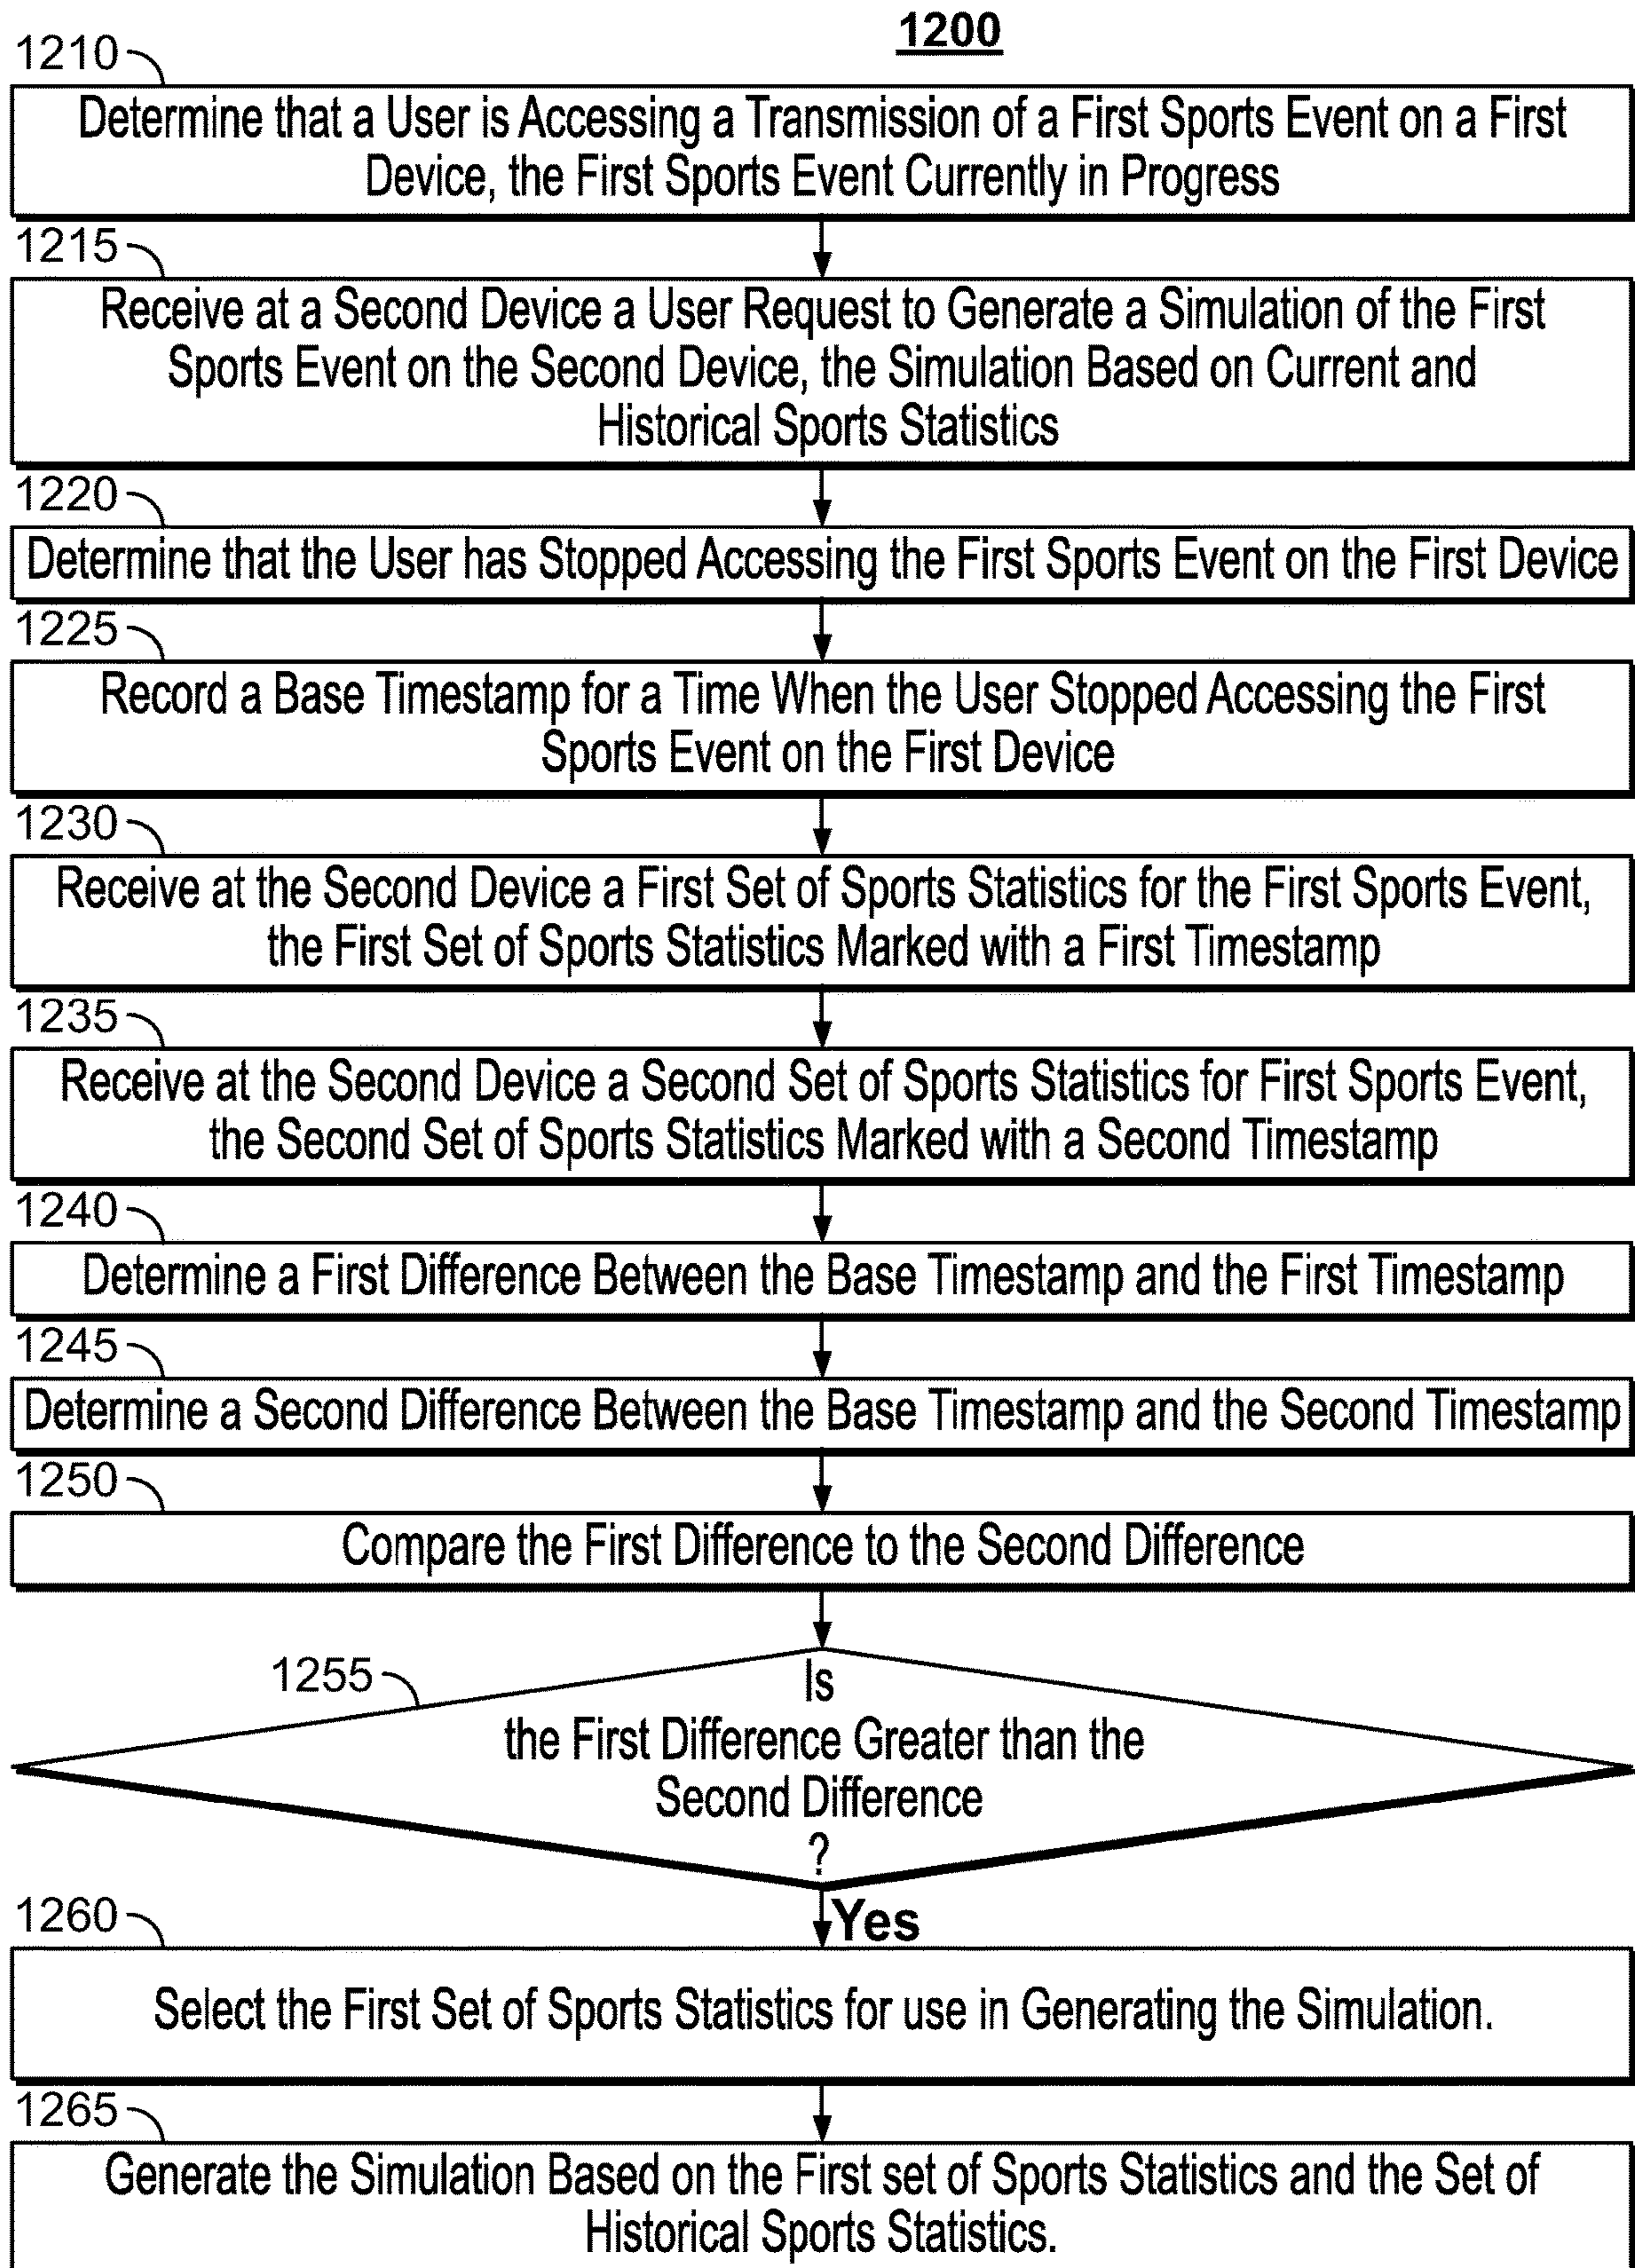 1200
1210
Determine that a User is Accessing a Transmission of a First Sports Event on a First
Device, the First Sports Event Currently in Progress
1215
Receive at a Second Device a User Request to Generate a Simulation of the First
Sports Event on the Second Device, the Simulation Based on Current and
Historical Sports Statistics
1220
Determine that the User has Stopped Accessing the First Sports Event on the First Device
1225
Record a Base Timestamp for a Time When the User Stopped Accessing the First
Sports Event on the First Device
1230
Receive at the Second Device a First Set of Sports Statistics for the First Sports Event,
the First Set of Sports Statistics Marked with a First Timestamp
1235
Receive at the Second Device a Second Set of Sports Statistics for First Sports Event,
the Second Set of Sports Statistics Marked with a Second Timestamp
1240
Determine a First Difference Between the Base Timestamp and the First Timestamp
1245
Determine a Second Difference Between the Base Timestamp and the Second Timestamp
1250
Compare the First Difference to the Second Difference
1255
Is
the First Difference Greater than the
Second Difference
?
Yes
1260
Select the First Set of Sports Statistics for use in Generating the Simulation.
1265
Generate the Simulation Based on the First set of Sports Statistics and the Set of
Historical Sports Statistics.